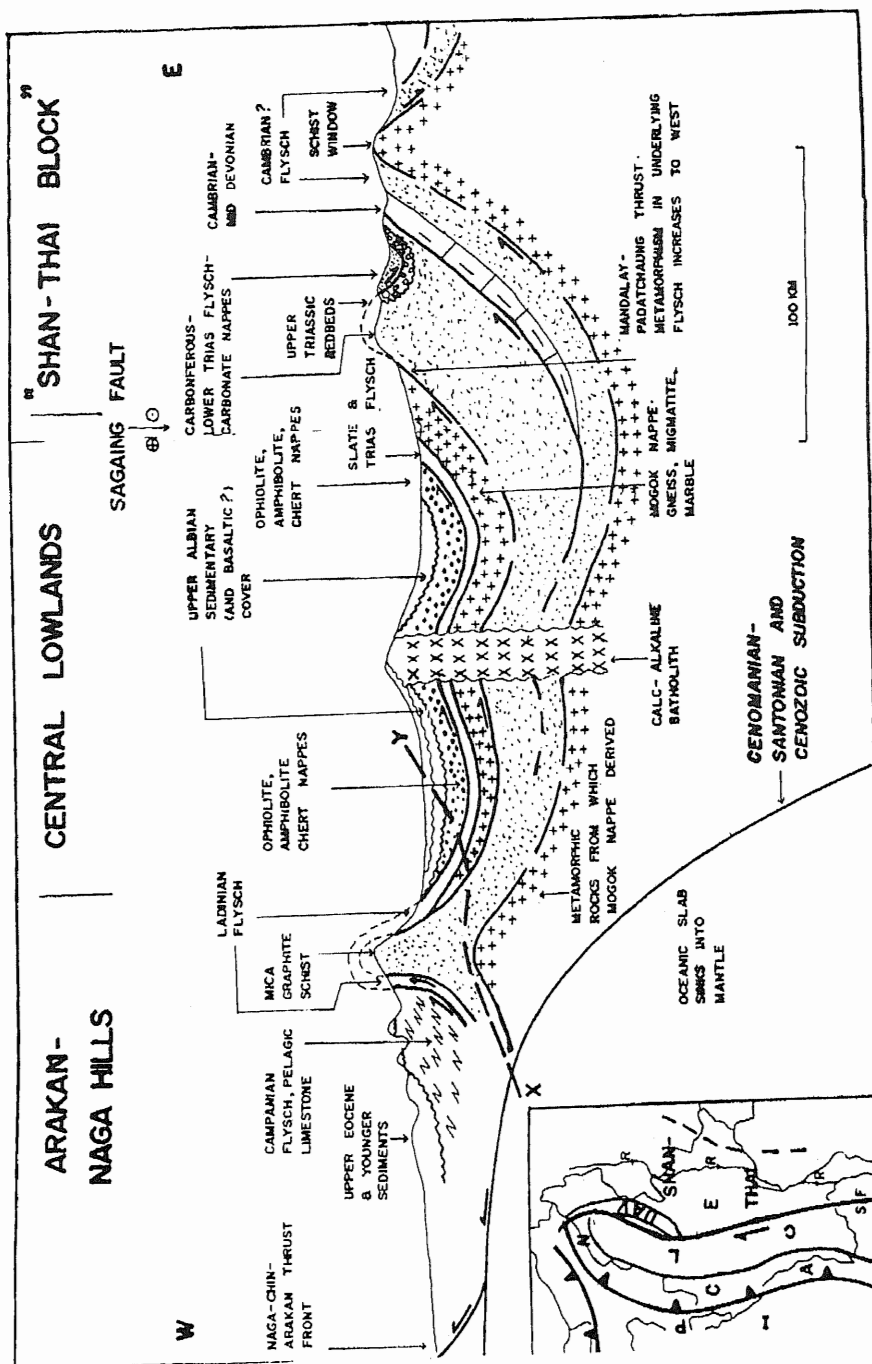 ARAKAN-
NAGA HILLS
CENTRAL LOWLANDS
"SHAN-THAI BLOCK"
SAGAING FAULT
W
E
NAGA-CHIN-
ARAKAN THRUST
FRONT
UPPER EOCENE
& YOUNGER
SEDIMENTS
CAMPANIAN
FLYSCH, PELAGIC
LIMESTONE
MICA
GRAPHITE
SCHIST
LADINIAN
FLYSCH
OPHIOLITE,
AMPHIBOLITE
CHERT NAPPES
UPPER ALBIAN
SEDIMENTARY
(AND BASALTIC ?)
COVER
OPHIOLITE,
AMPHIBOLITE,
CHERT NAPPES
SLATE &
TRIAS FLYSCH
CARBONFEROUS-
LOWER TRIAS FLYSCH-
CARBONATE NAPPES
UPPER
TRIASSIC
REDBEDS
CAMBRIAN-
MID DEVONIAN
CAMBRIAN ?
FLYSCH
SCHIST
WINDOW
Y
X
METAMORPHIC
ROCKS FROM WHICH
MOGOK NAPPE DERIVED
CALC-ALKALINE
BATHOLITH
MOGOK NAPPE-
GNEISS, MIGMATITE,
MARBLE
MANDALAY-
PADATCHAUNG THRUST-
METAMORPHISM IN UNDERLYING
FLYSCH INCREASES TO WEST
OCEANIC SLAB
SINKS INTO
MANTLE
CENOMANIAN-
SANTONIAN AND
CENOZOIC SUBDUCTION
100 KM
N
SHAN-
R
R
E
THAI
R
L
C
O
A
S F
P
I